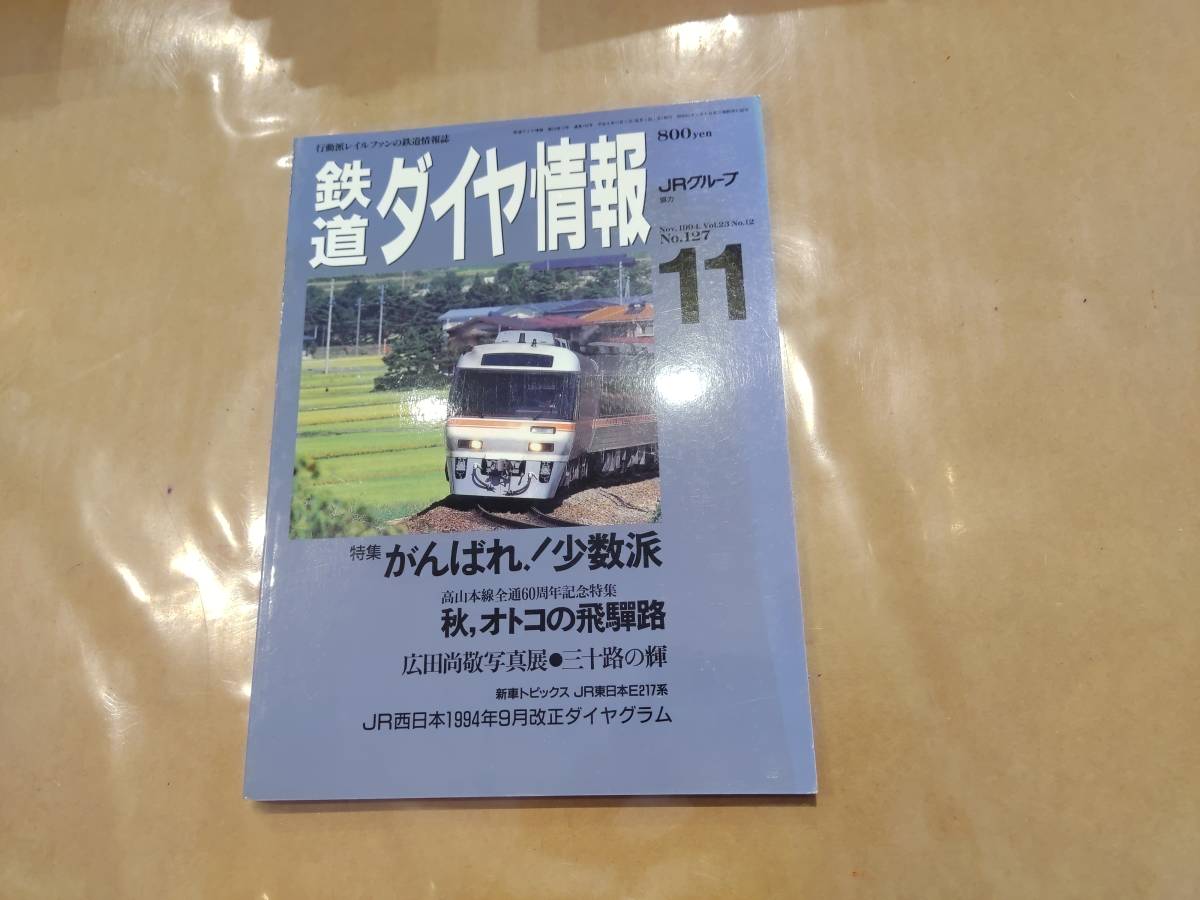 行動派レイルファンの鉄道情報誌
800yen
鉄道ダイヤ情報
JRグループ
協力
Nov. 1994. Vol.23 No.12
No.127
11
特集 がんばれ!少数派
高山本線全通60周年記念特集
秋,オトコの飛驒路
広田尚敬写真展●三十路の輝
新車トピックス JR東日本E217系
JR西日本1994年9月改正ダイヤグラム